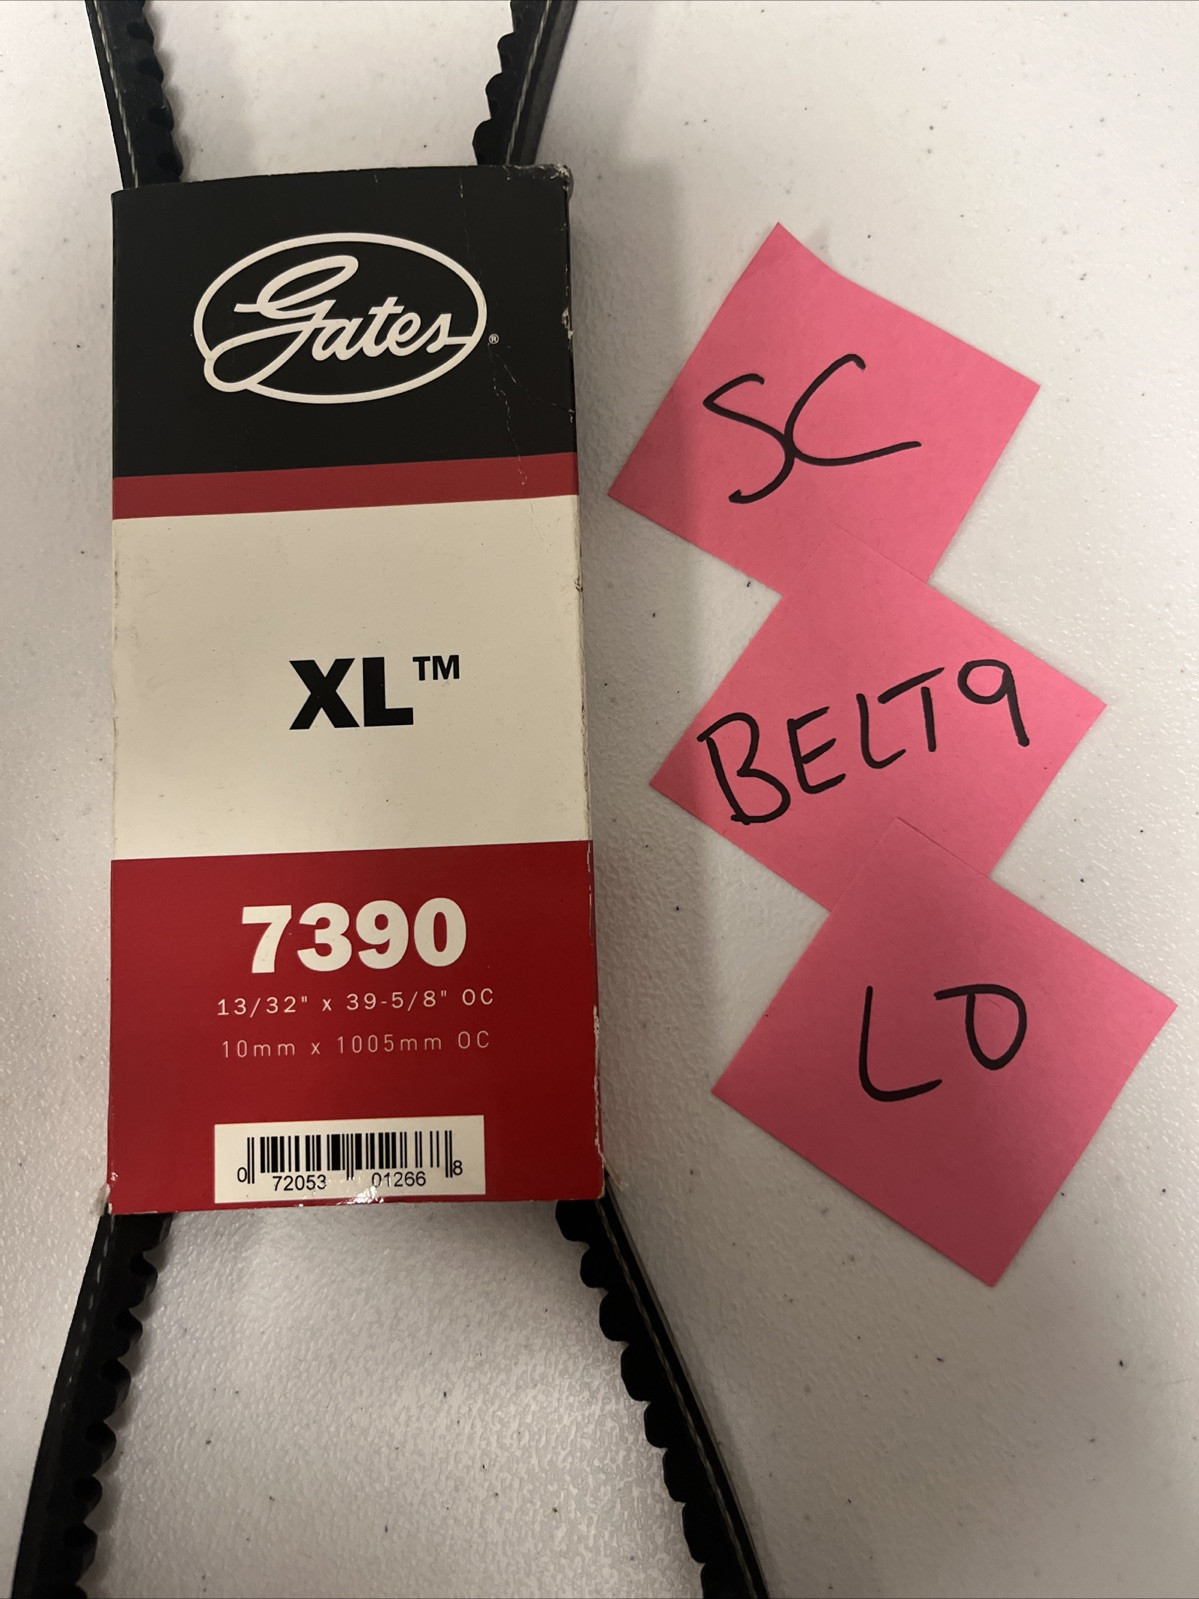 Gates®
XL™
7390
13/32" x 39-5/8" OC
10mm x 1005mm OC
0 72053 01266 8
SC
BELT9
LO